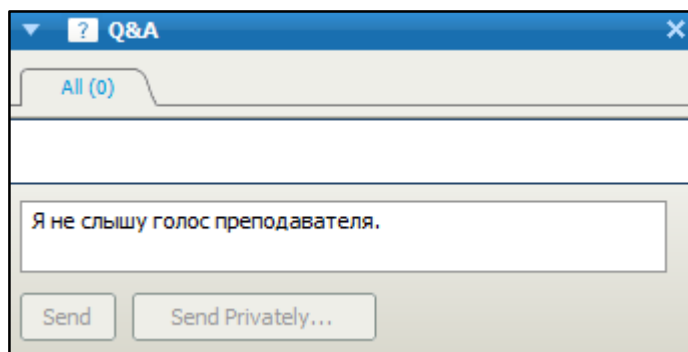 ? Q&A
All (0)
Я не слышу голос преподавателя.
Send Send Privately...